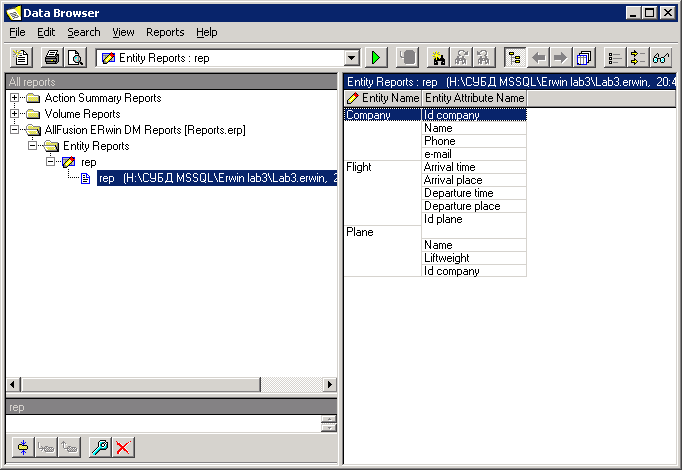 Data Browser
File Edit Search View Reports Help
Entity Reports : rep
All reports
Action Summary Reports
Volume Reports
AllFusion ERwin DM Reports [Reports.erp]
Entity Reports
rep
rep (H:\СУБД MSSQL\Erwin lab3\Lab3.erwin, 2
rep
Entity Reports : rep (H:\СУБД MSSQL\Erwin lab3\Lab3.erwin, 20:4
Entity Name Entity Attribute Name
Company Id company
Name
Phone
e-mail
Flight Arrival time
Arrival place
Departure time
Departure place
Id plane
Plane
Name
Liftweight
Id company